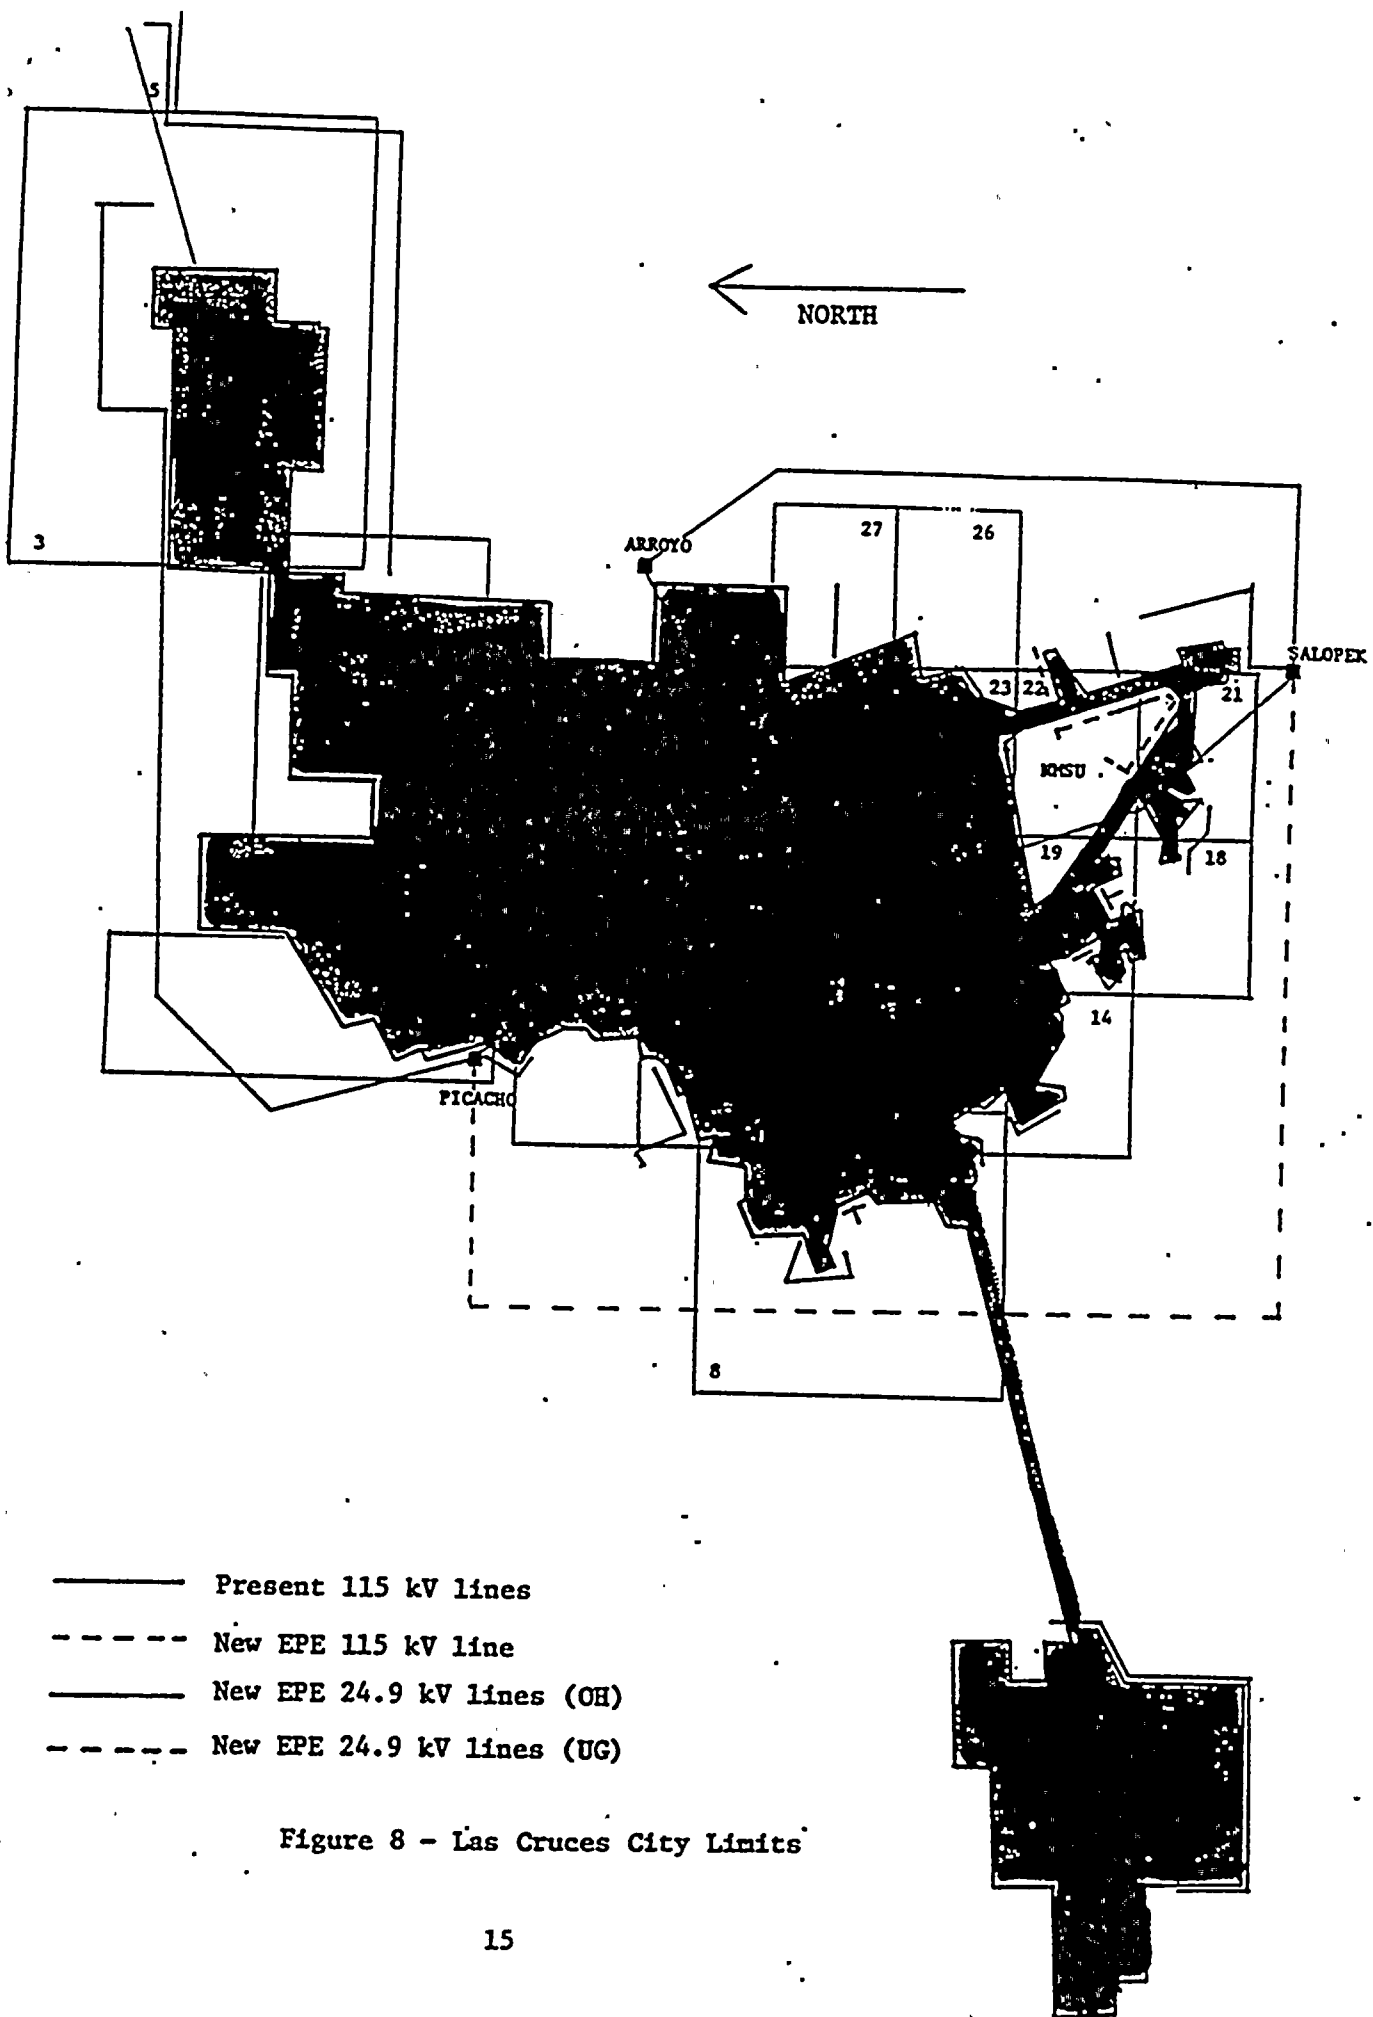 5
NORTH
3
ARROYO
27
26
SALOPEK
23
22
21
19
18
14
PICACHO
8
Present 115 kV lines
New EPE 115 kV line
New EPE 24.9 kV lines (OH)
New EPE 24.9 kV lines (UG)
Figure 8 - Las Cruces City Limits
15